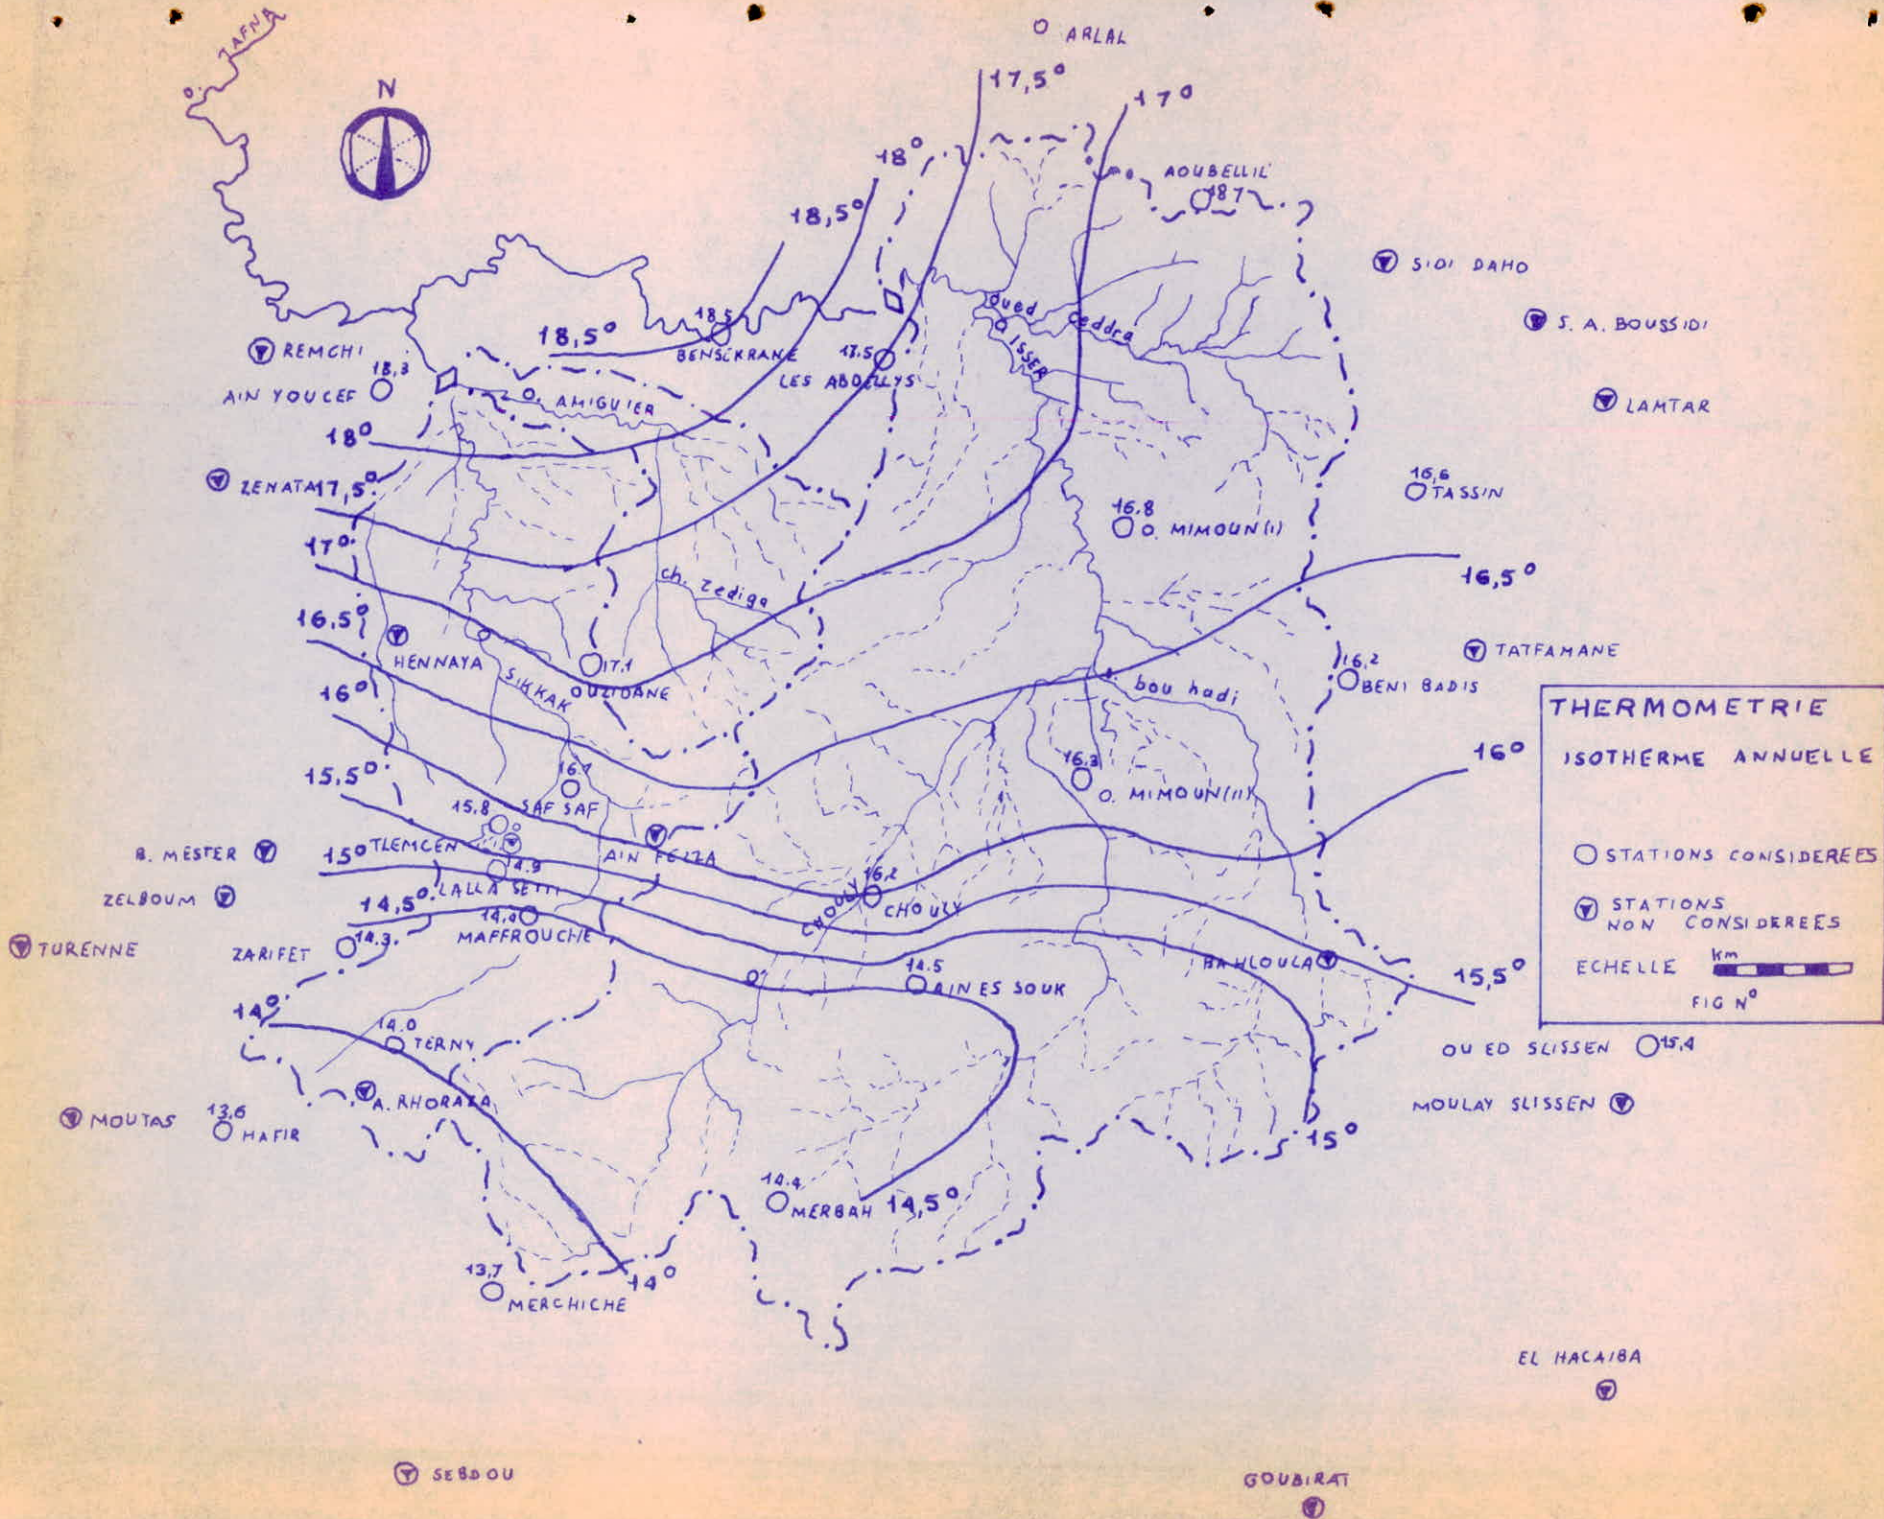 TAFNA
O ARLAL
17,5°
17°
N
18°
AOUBELLIL
187
18,5°
SIDI DAHO
S. A. BOUSSIDI
REMCHI
18,5°
18.5
BENSEKRANE
17.5
LES ABDELLYS
oued ceddra
O. ISSER
18,3
AIN YOUCEF
O. AMIGUIER
LAMTAR
18°
ZENATA
17,5°
16,6
TASSIN
16.8
O. MIMOUN(I)
17°
ch. zediga
16,5°
16,5°
HENNAYA
17.1
OUZIDANE
SIKKAK
TATFAMANE
16.2
BENI BADIS
16°
bou hadi
THERMOMETRIE
ISOTHERME ANNUELLE
16°
15,5°
16.1
SAF SAF
16.3
O. MIMOUN(II)
15.8
B. MESTER
15°
TLEMCEN
AIN FEZZA
STATIONS CONSIDEREES
ZELBOUM
14.9
LALLA SETTI
14,5°
16,2
CHOULY
CHOULY
STATIONS
NON CONSIDEREES
14.4
MAFFROUCHE
TURENNE
ZARIFET
14.3
14.5
AIN ES SOUK
BAHLOULA
15,5°
ECHELLE km
FIG N°
14°
14.0
TERNY
OUED SLISSEN 15,4
A. RHORAZA
MOUTAS
13.6
HAFIR
MOULAY SLISSEN
15°
14.4
MERBAH
14,5°
13,7
MERCHICHE
14°
EL HACAIBA
SEBDOU
GOUBIRAT